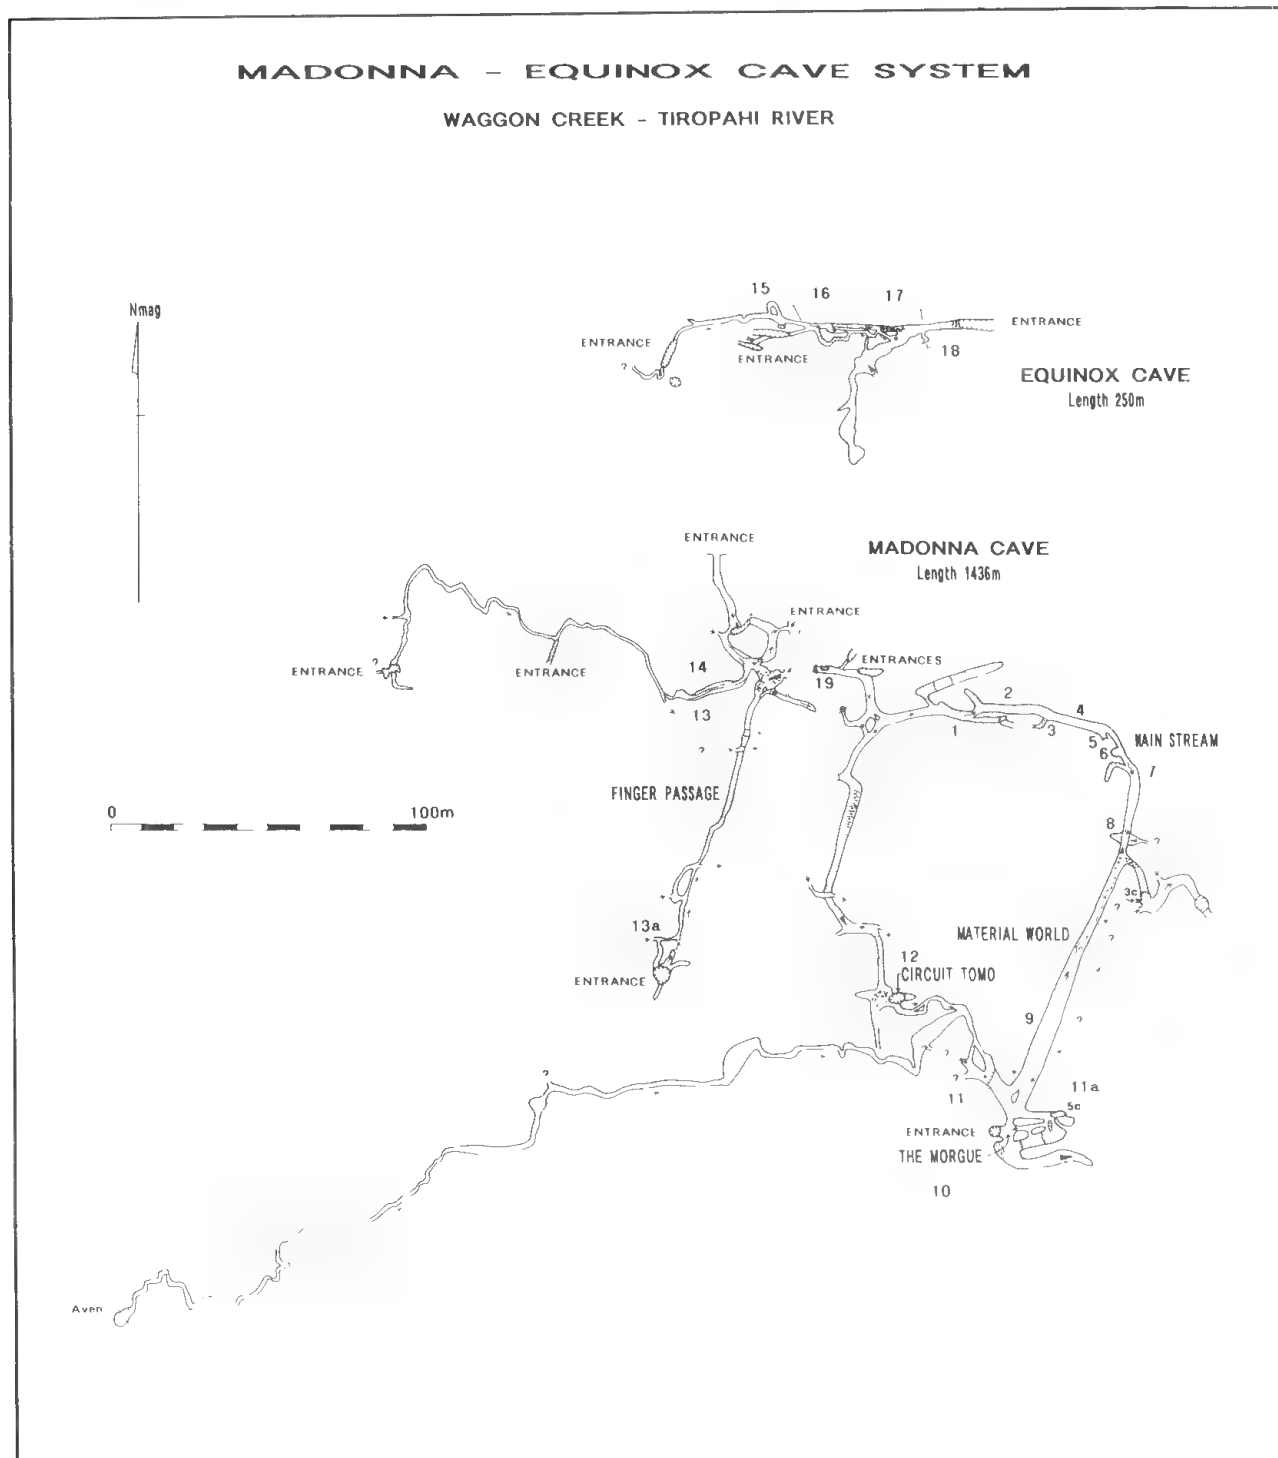 MADONNA – EQUINOX CAVE SYSTEM
WAGGON CREEK - TIROPAHI RIVER
Nmag
15
16
17
ENTRANCE
ENTRANCE
ENTRANCE
18
?
EQUINOX CAVE
Length 250m
ENTRANCE
MADONNA CAVE
Length 1436m
ENTRANCE
?
ENTRANCE
ENTRANCE
14
ENTRANCES
19
13
2
4
1
3
5
MAIN STREAM
6
7
?
FINGER PASSAGE
0
100m
8
?
3c
?
13a
MATERIAL WORLD
?
12
CIRCUIT TOMO
ENTRANCE
9
?
?
?
?
11
11a
5c
ENTRANCE
THE MORGUE
10
Aven